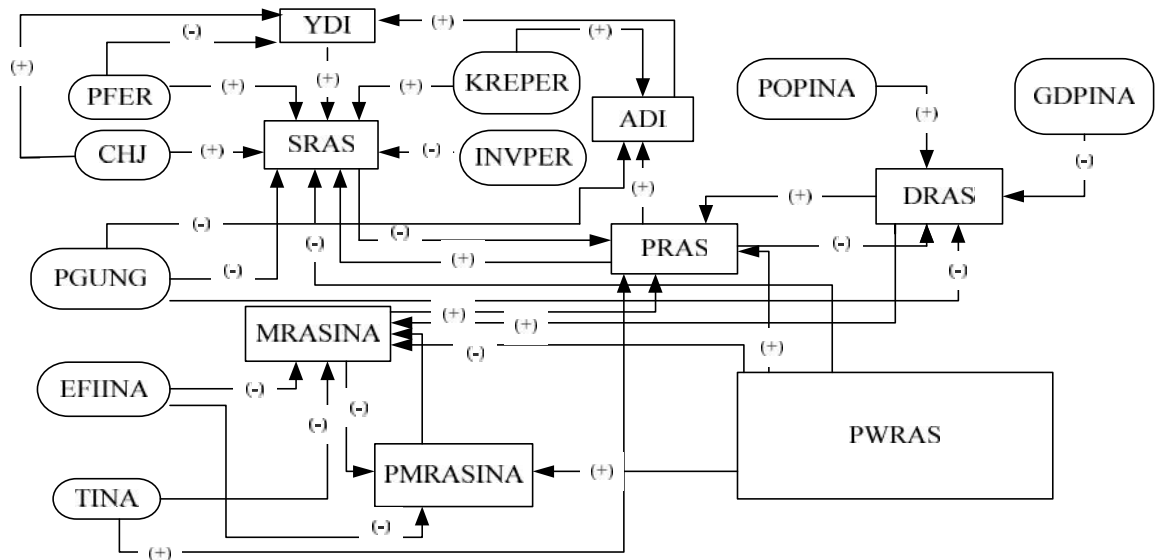 YDI
(+)
(-)
(+)
(+)
(+)
PFER
(+)
(+)
KREPER
POPINA
GDPINA
ADI
(+)
CHJ
(+)
SRAS
(-)
INVPER
(-)
(+)
DRAS
(+)
(-)
(-)
PRAS
(-)
(-)
(+)
PGUNG
(-)
(-)
MRASINA
(+)
(+)
(-)
(+)
EFIINA
(-)
(-)
(-)
PWRAS
PMRASINA
(+)
TINA
(-)
(+)